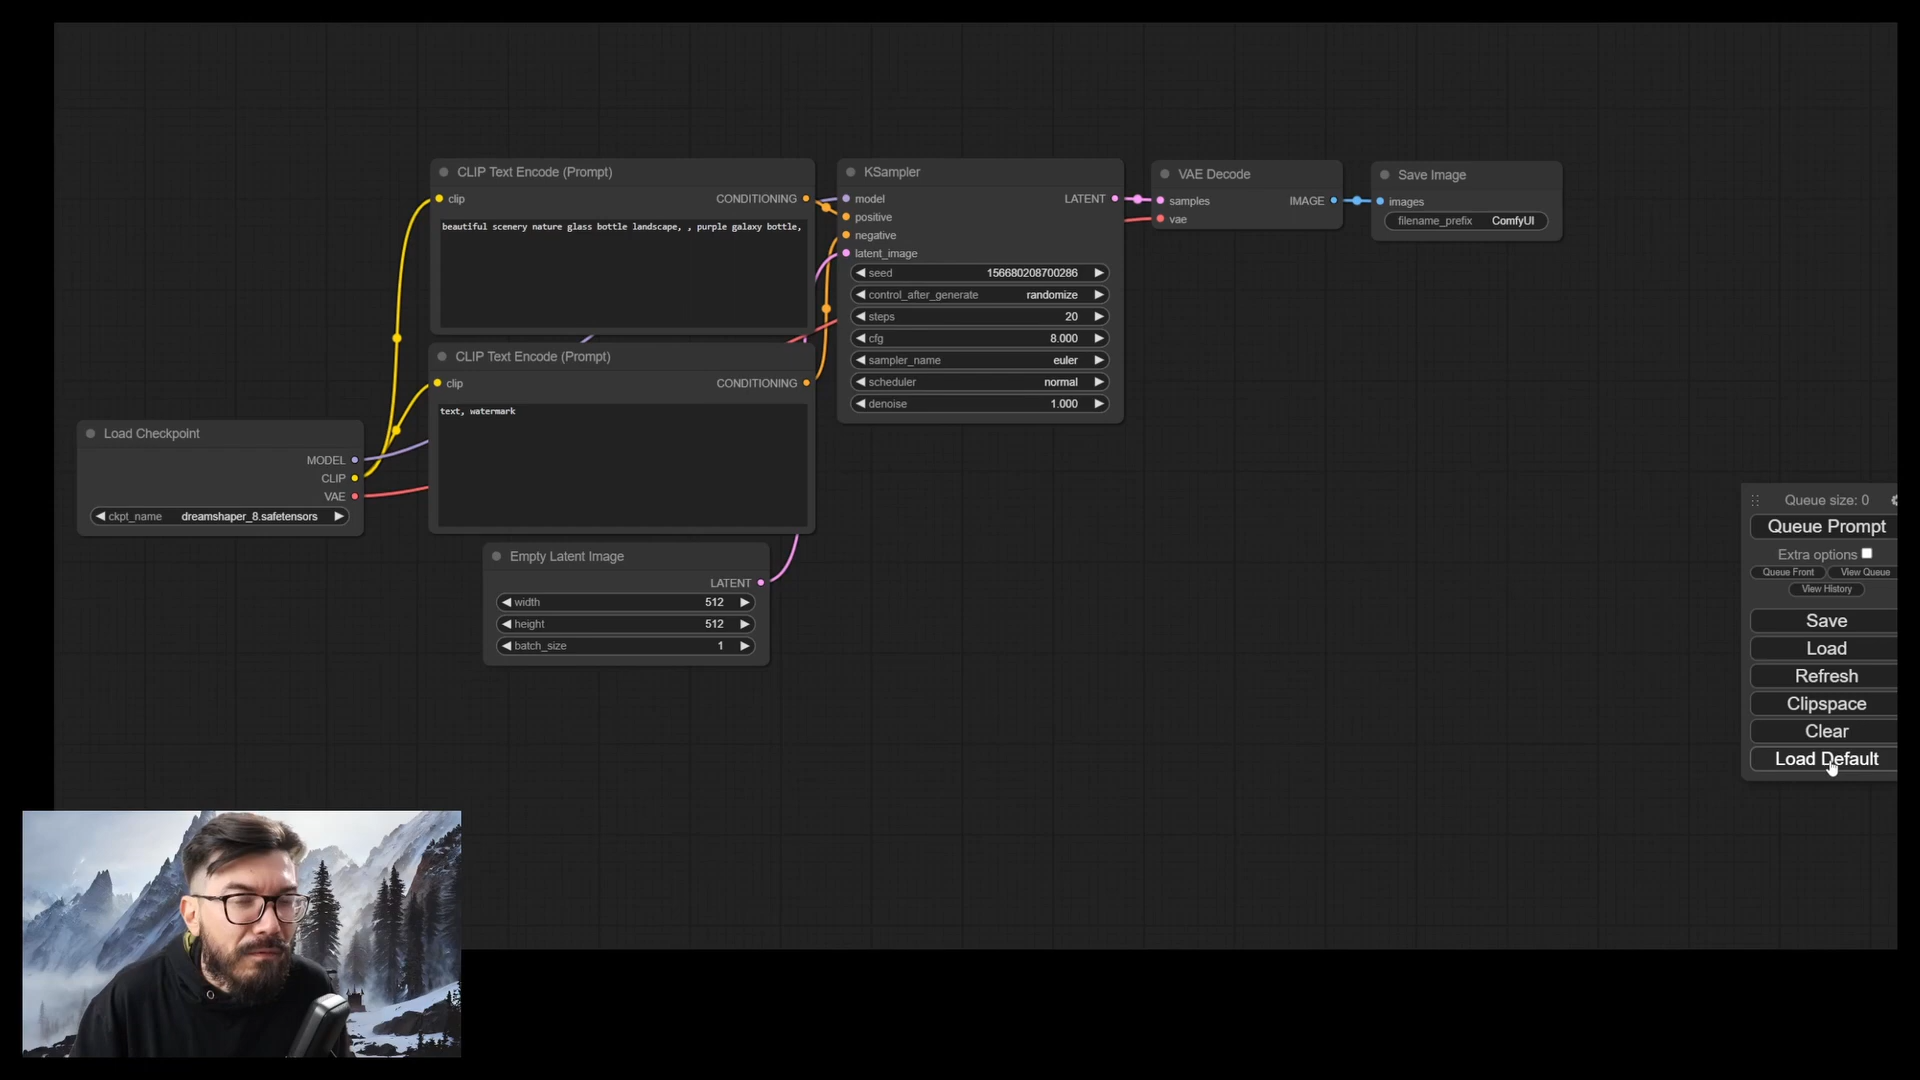 CLIP Text Encode (Prompt)
clip CONDITIONING
beautiful scenery nature glass bottle landscape, , purple galaxy bottle,
CLIP Text Encode (Prompt)
clip CONDITIONING
text, watermark
Load Checkpoint
MODEL
CLIP
VAE
ckpt_name dreamshaper_8.safetensors
Empty Latent Image
LATENT
width 512
height 512
batch_size 1
KSampler
model LATENT
positive
negative
latent_image
seed 156680208700286
control_after_generate randomize
steps 20
cfg 8.000
sampler_name euler
scheduler normal
denoise 1.000
VAE Decode
samples IMAGE
vae
Save Image
images
filename_prefix ComfyUI
Queue size: 0
Queue Prompt
Extra options
Queue Front View Queue
View History
Save
Load
Refresh
Clipspace
Clear
Load Default